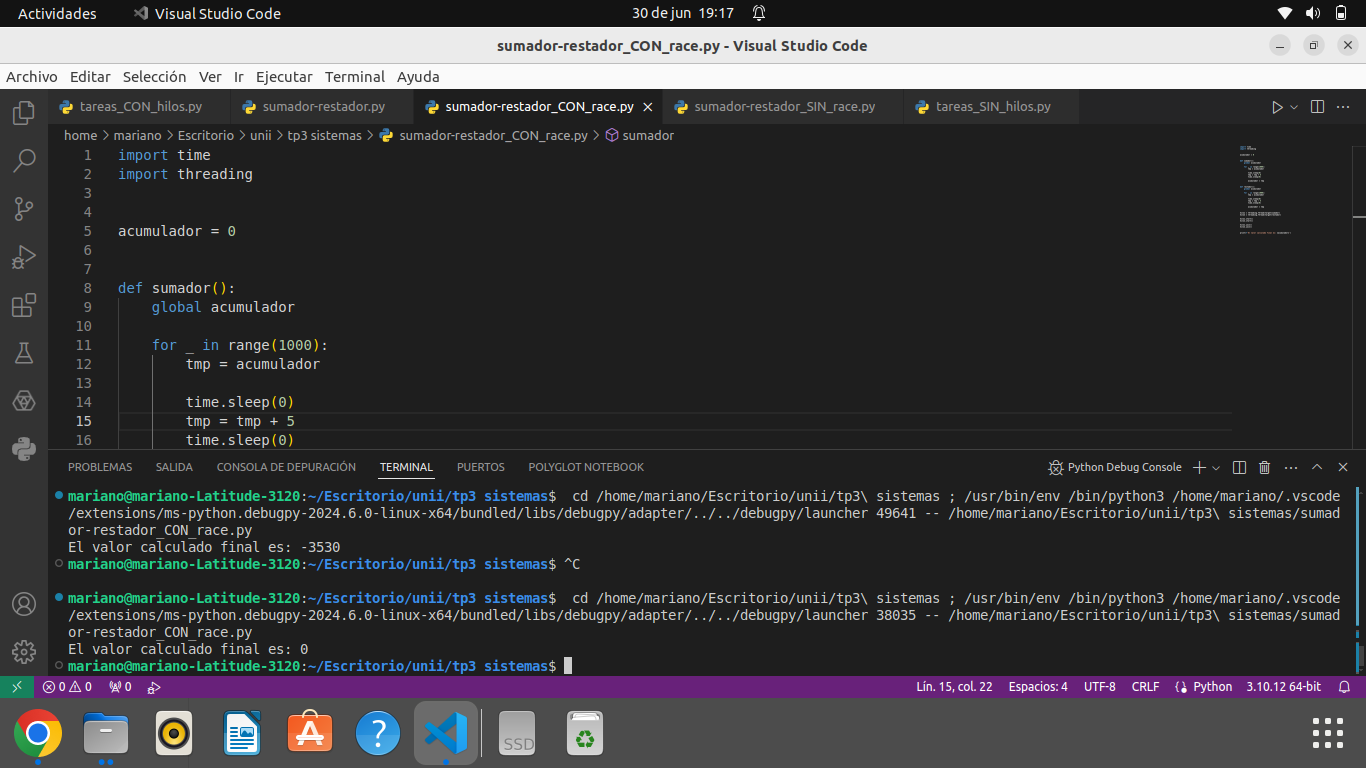 Actividades Visual Studio Code 30 de jun 19:17
sumador-restador_CON_race.py - Visual Studio Code
Archivo Editar Selección Ver Ir Ejecutar Terminal Ayuda
tareas_CON_hilos.py sumador-restador.py sumador-restador_CON_race.py sumador-restador_SIN_race.py tareas_SIN_hilos.py
home > mariano > Escritorio > unii > tp3 sistemas > sumador-restador_CON_race.py > sumador
1 import time
2 import threading
3
4
5 acumulador = 0
6
7
8 def sumador():
9 global acumulador
10
11 for _ in range(1000):
12 tmp = acumulador
13
14 time.sleep(0)
15 tmp = tmp + 5
16 time.sleep(0)
PROBLEMAS SALIDA CONSOLA DE DEPURACIÓN TERMINAL PUERTOS POLYGLOT NOTEBOOK Python Debug Console
mariano@mariano-Latitude-3120:~/Escritorio/unii/tp3 sistemas$ cd /home/mariano/Escritorio/unii/tp3\ sistemas ; /usr/bin/env /bin/python3 /home/mariano/.vscode
/extensions/ms-python.debugpy-2024.6.0-linux-x64/bundled/libs/debugpy/adapter/../../debugpy/launcher 49641 -- /home/mariano/Escritorio/unii/tp3\ sistemas/sumad
or-restador_CON_race.py
El valor calculado final es: -3530
mariano@mariano-Latitude-3120:~/Escritorio/unii/tp3 sistemas$ ^C
mariano@mariano-Latitude-3120:~/Escritorio/unii/tp3 sistemas$ cd /home/mariano/Escritorio/unii/tp3\ sistemas ; /usr/bin/env /bin/python3 /home/mariano/.vscode
/extensions/ms-python.debugpy-2024.6.0-linux-x64/bundled/libs/debugpy/adapter/../../debugpy/launcher 38035 -- /home/mariano/Escritorio/unii/tp3\ sistemas/sumad
or-restador_CON_race.py
El valor calculado final es: 0
mariano@mariano-Latitude-3120:~/Escritorio/unii/tp3 sistemas$
0 0 0 Lín. 15, col. 22 Espacios: 4 UTF-8 CRLF Python 3.10.12 64-bit
SSD